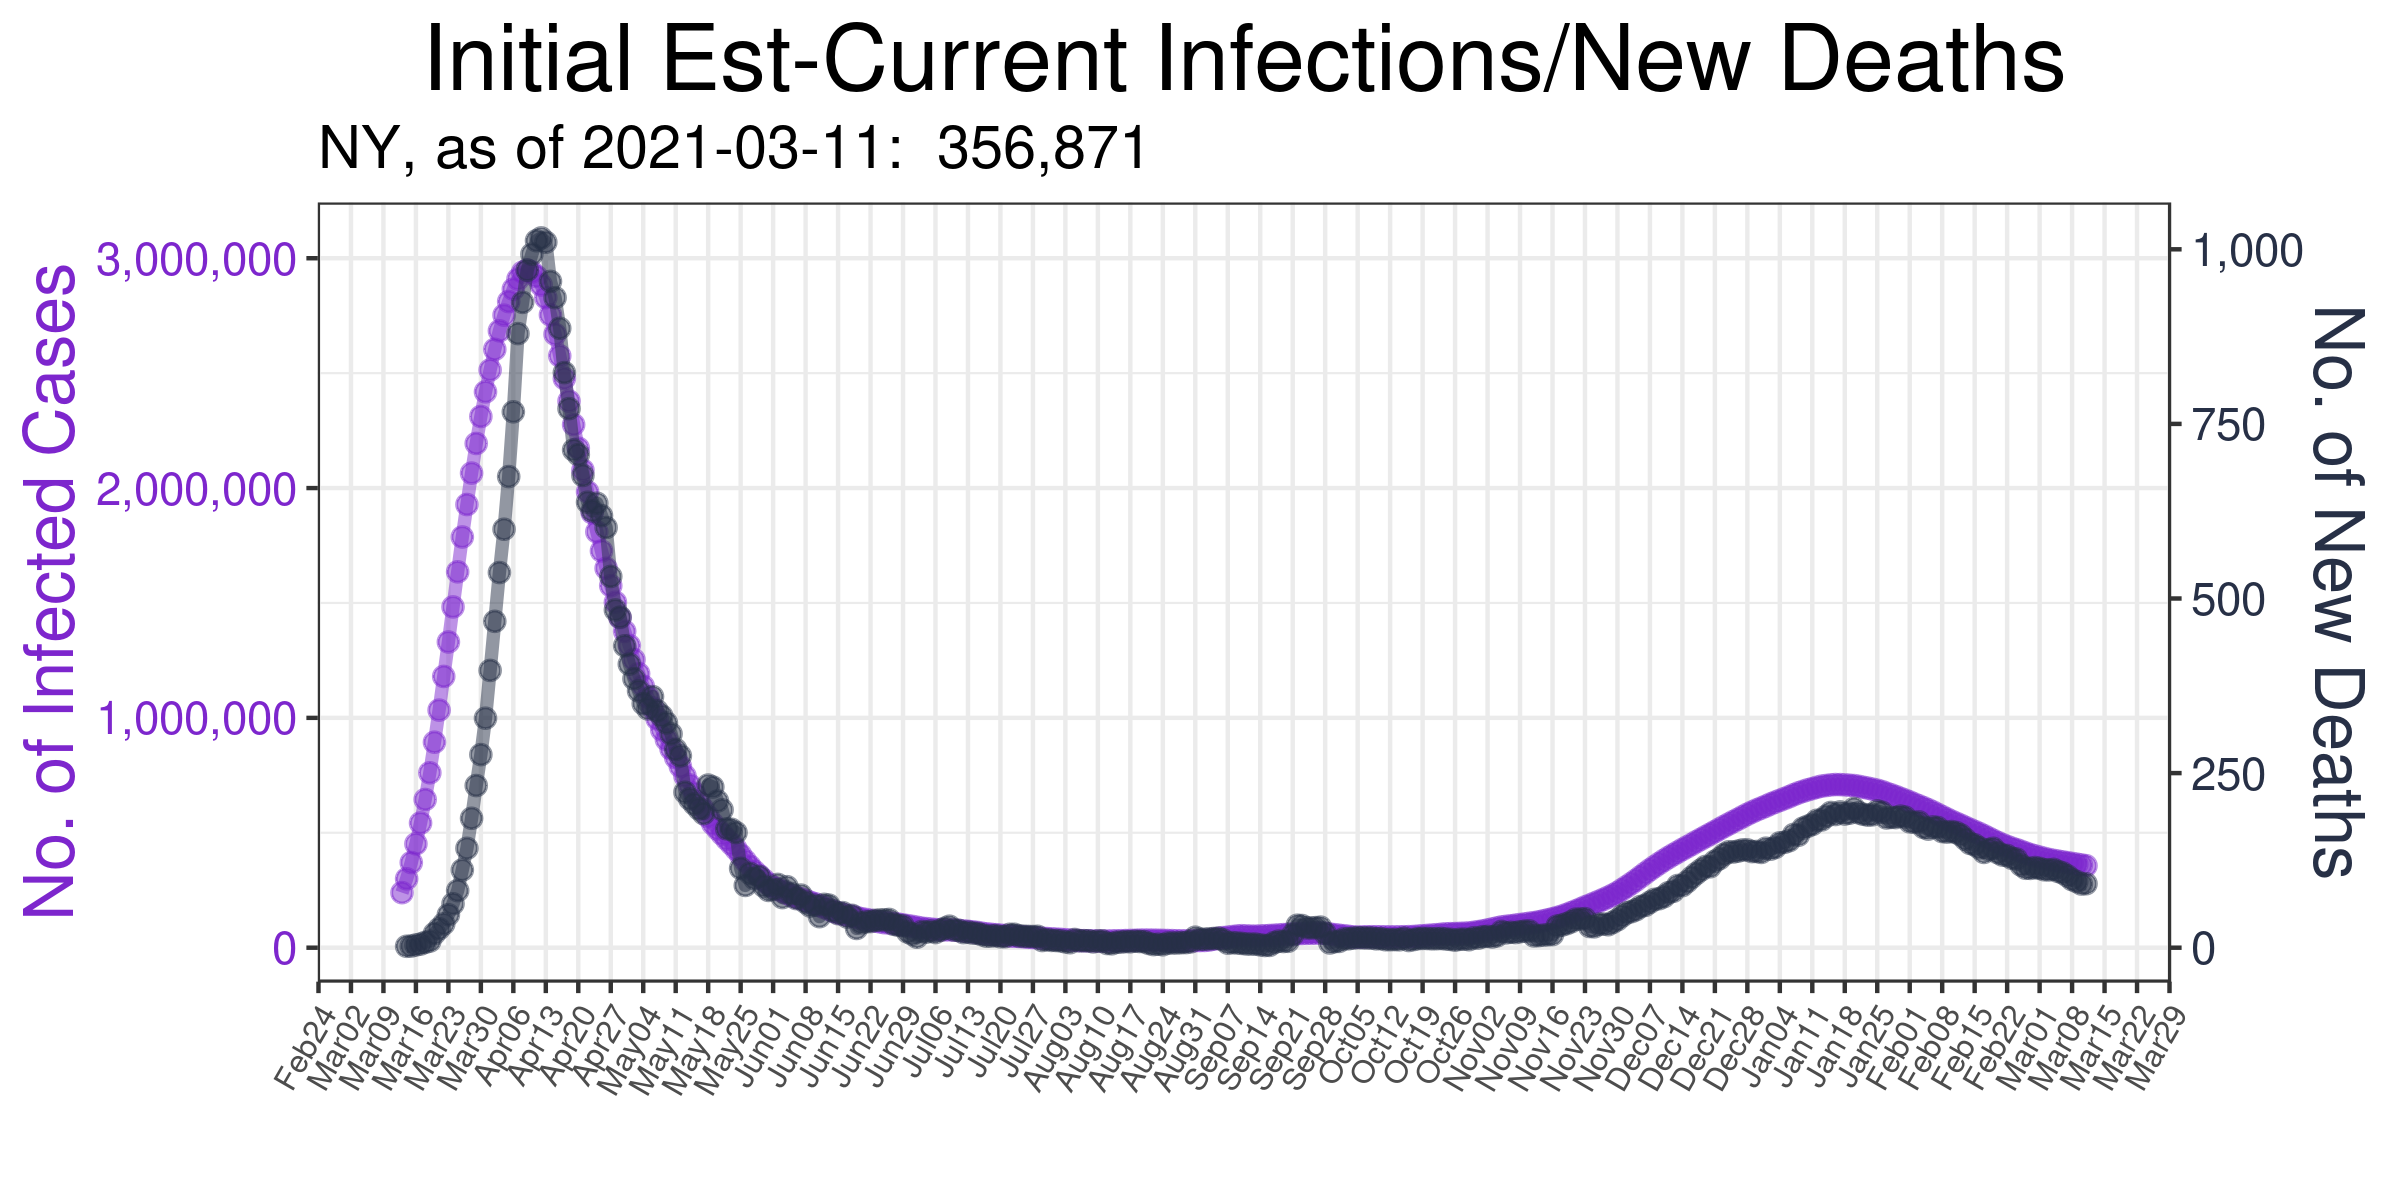 Initial Est-Current Infections/New Deaths
NY, as of 2021-03-11:  356,871
No. of Infected Cases
3,000,000
2,000,000
1,000,000
0
1,000
750
500
250
0
No. of New Deaths
Feb24
Mar02
Mar09
Mar16
Mar23
Mar30
Apr06
Apr13
Apr20
Apr27
May04
May11
May18
May25
Jun01
Jun08
Jun15
Jun22
Jun29
Jul06
Jul13
Jul20
Jul27
Aug03
Aug10
Aug17
Aug24
Aug31
Sep07
Sep14
Sep21
Sep28
Oct05
Oct12
Oct19
Oct26
Nov02
Nov09
Nov16
Nov23
Nov30
Dec07
Dec14
Dec21
Dec28
Jan04
Jan11
Jan18
Jan25
Feb01
Feb08
Feb15
Feb22
Mar01
Mar08
Mar15
Mar22
Mar29